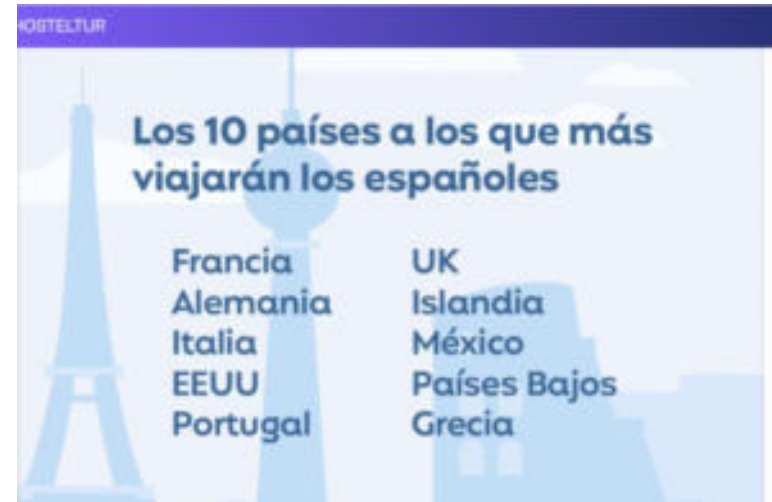 HOSTELTUR
Los 10 países a los que más
viajarán los españoles
Francia
Alemania
Italia
EEUU
Portugal
UK
Islandia
México
Países Bajos
Grecia